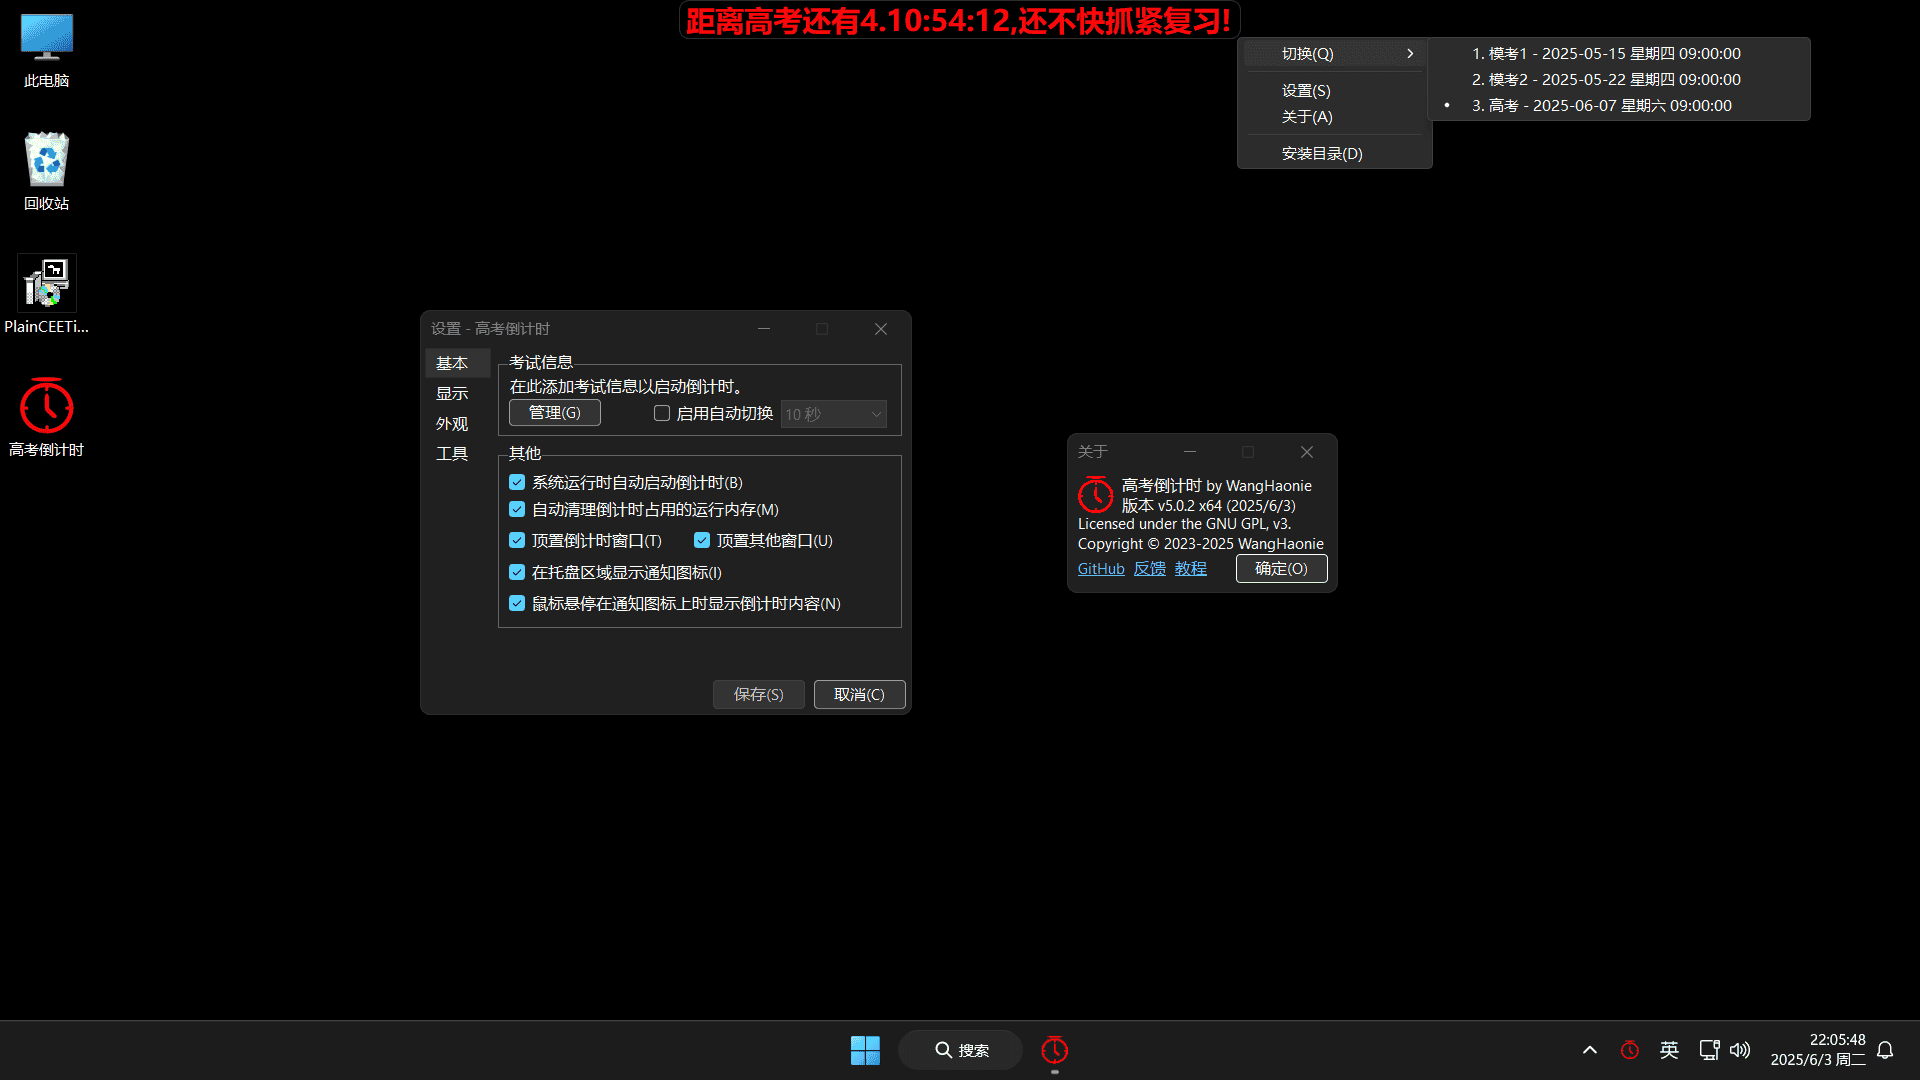 距离高考还有4.10:54:12,还不快抓紧复习!
此电脑
回收站
PlainCEETi...
高考倒计时
切换(Q)
设置(S)
关于(A)
安装目录(D)
1. 模考1 - 2025-05-15 星期四 09:00:00
2. 模考2 - 2025-05-22 星期四 09:00:00
• 3. 高考 - 2025-06-07 星期六 09:00:00
设置 - 高考倒计时
基本
显示
外观
工具
考试信息
在此添加考试信息以启动倒计时。
管理(G) 启用自动切换 10 秒
其他
系统运行时自动启动倒计时(B)
自动清理倒计时占用的运行内存(M)
顶置倒计时窗口(T) 顶置其他窗口(U)
在托盘区域显示通知图标(I)
鼠标悬停在通知图标上时显示倒计时内容(N)
保存(S) 取消(C)
关于
高考倒计时 by WangHaonie
版本 v5.0.2 x64 (2025/6/3)
Licensed under the GNU GPL, v3.
Copyright © 2023-2025 WangHaonie
GitHub 反馈 教程 确定(O)
搜索
英
22:05:48
2025/6/3 周二